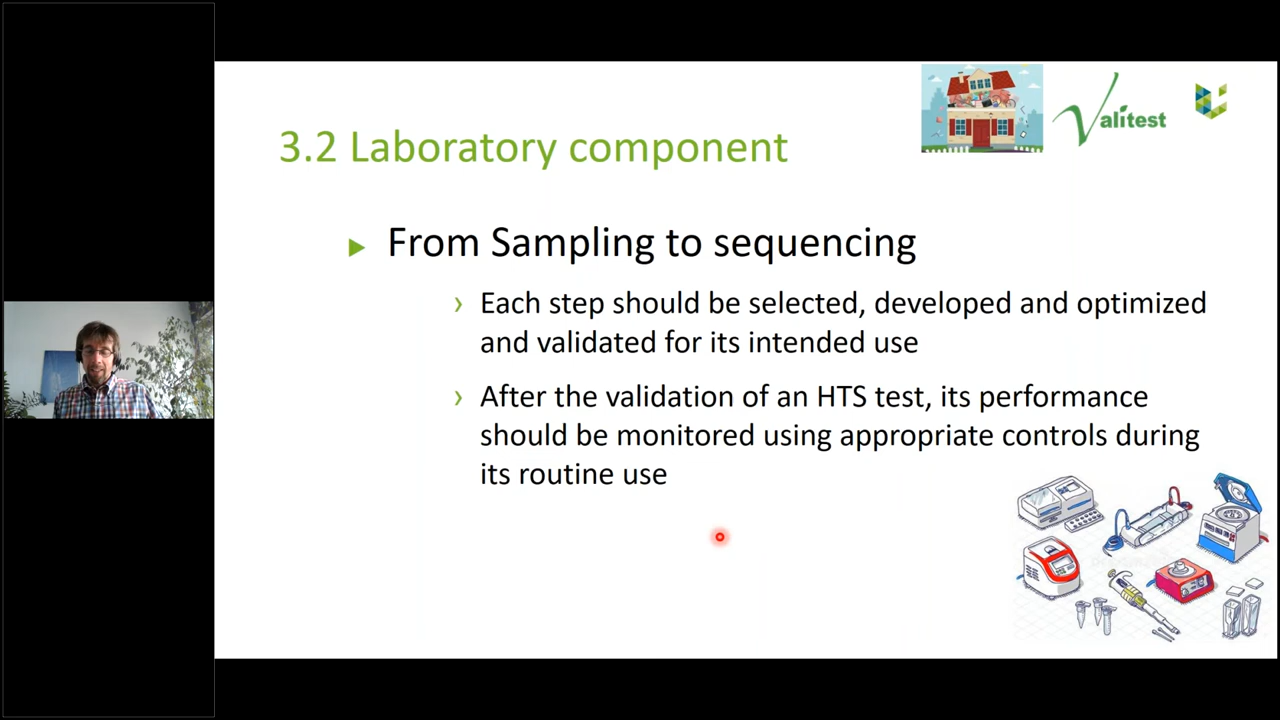 Valitest
3.2 Laboratory component
From Sampling to sequencing
Each step should be selected, developed and optimized
and validated for its intended use
After the validation of an HTS test, its performance
should be monitored using appropriate controls during
its routine use